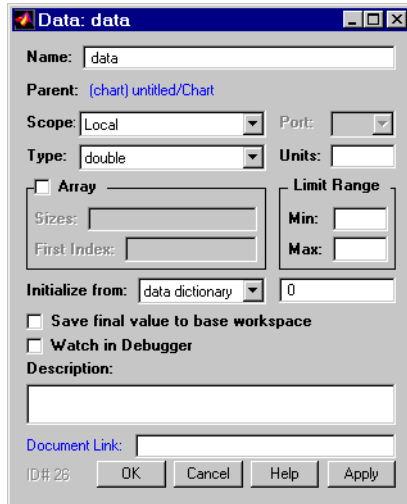 Data: data
Name: data
Parent: (chart) untitled/Chart
Scope: Local Port:
Type: double Units:
Array Limit Range
Sizes: Min:
First Index: Max:
Initialize from: data dictionary 0
Save final value to base workspace
Watch in Debugger
Description:
Document Link:
ID# 26 OK Cancel Help Apply